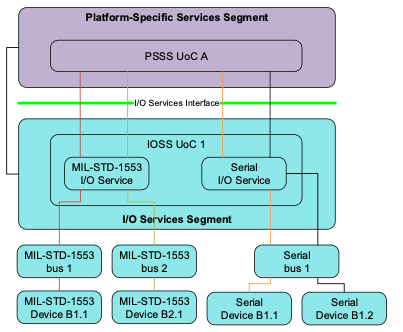 Platform-Specific Services Segment
PSSS UoC A
I/O Services Interface
IOSS UoC 1
MIL-STD-1553
I/O Service
Serial
I/O Service
I/O Services Segment
MIL-STD-1553
bus 1
MIL-STD-1553
bus 2
Serial
bus 1
MIL-STD-1553
Device B1.1
MIL-STD-1553
Device B2.1
Serial
Device B1.1
Serial
Device B1.2